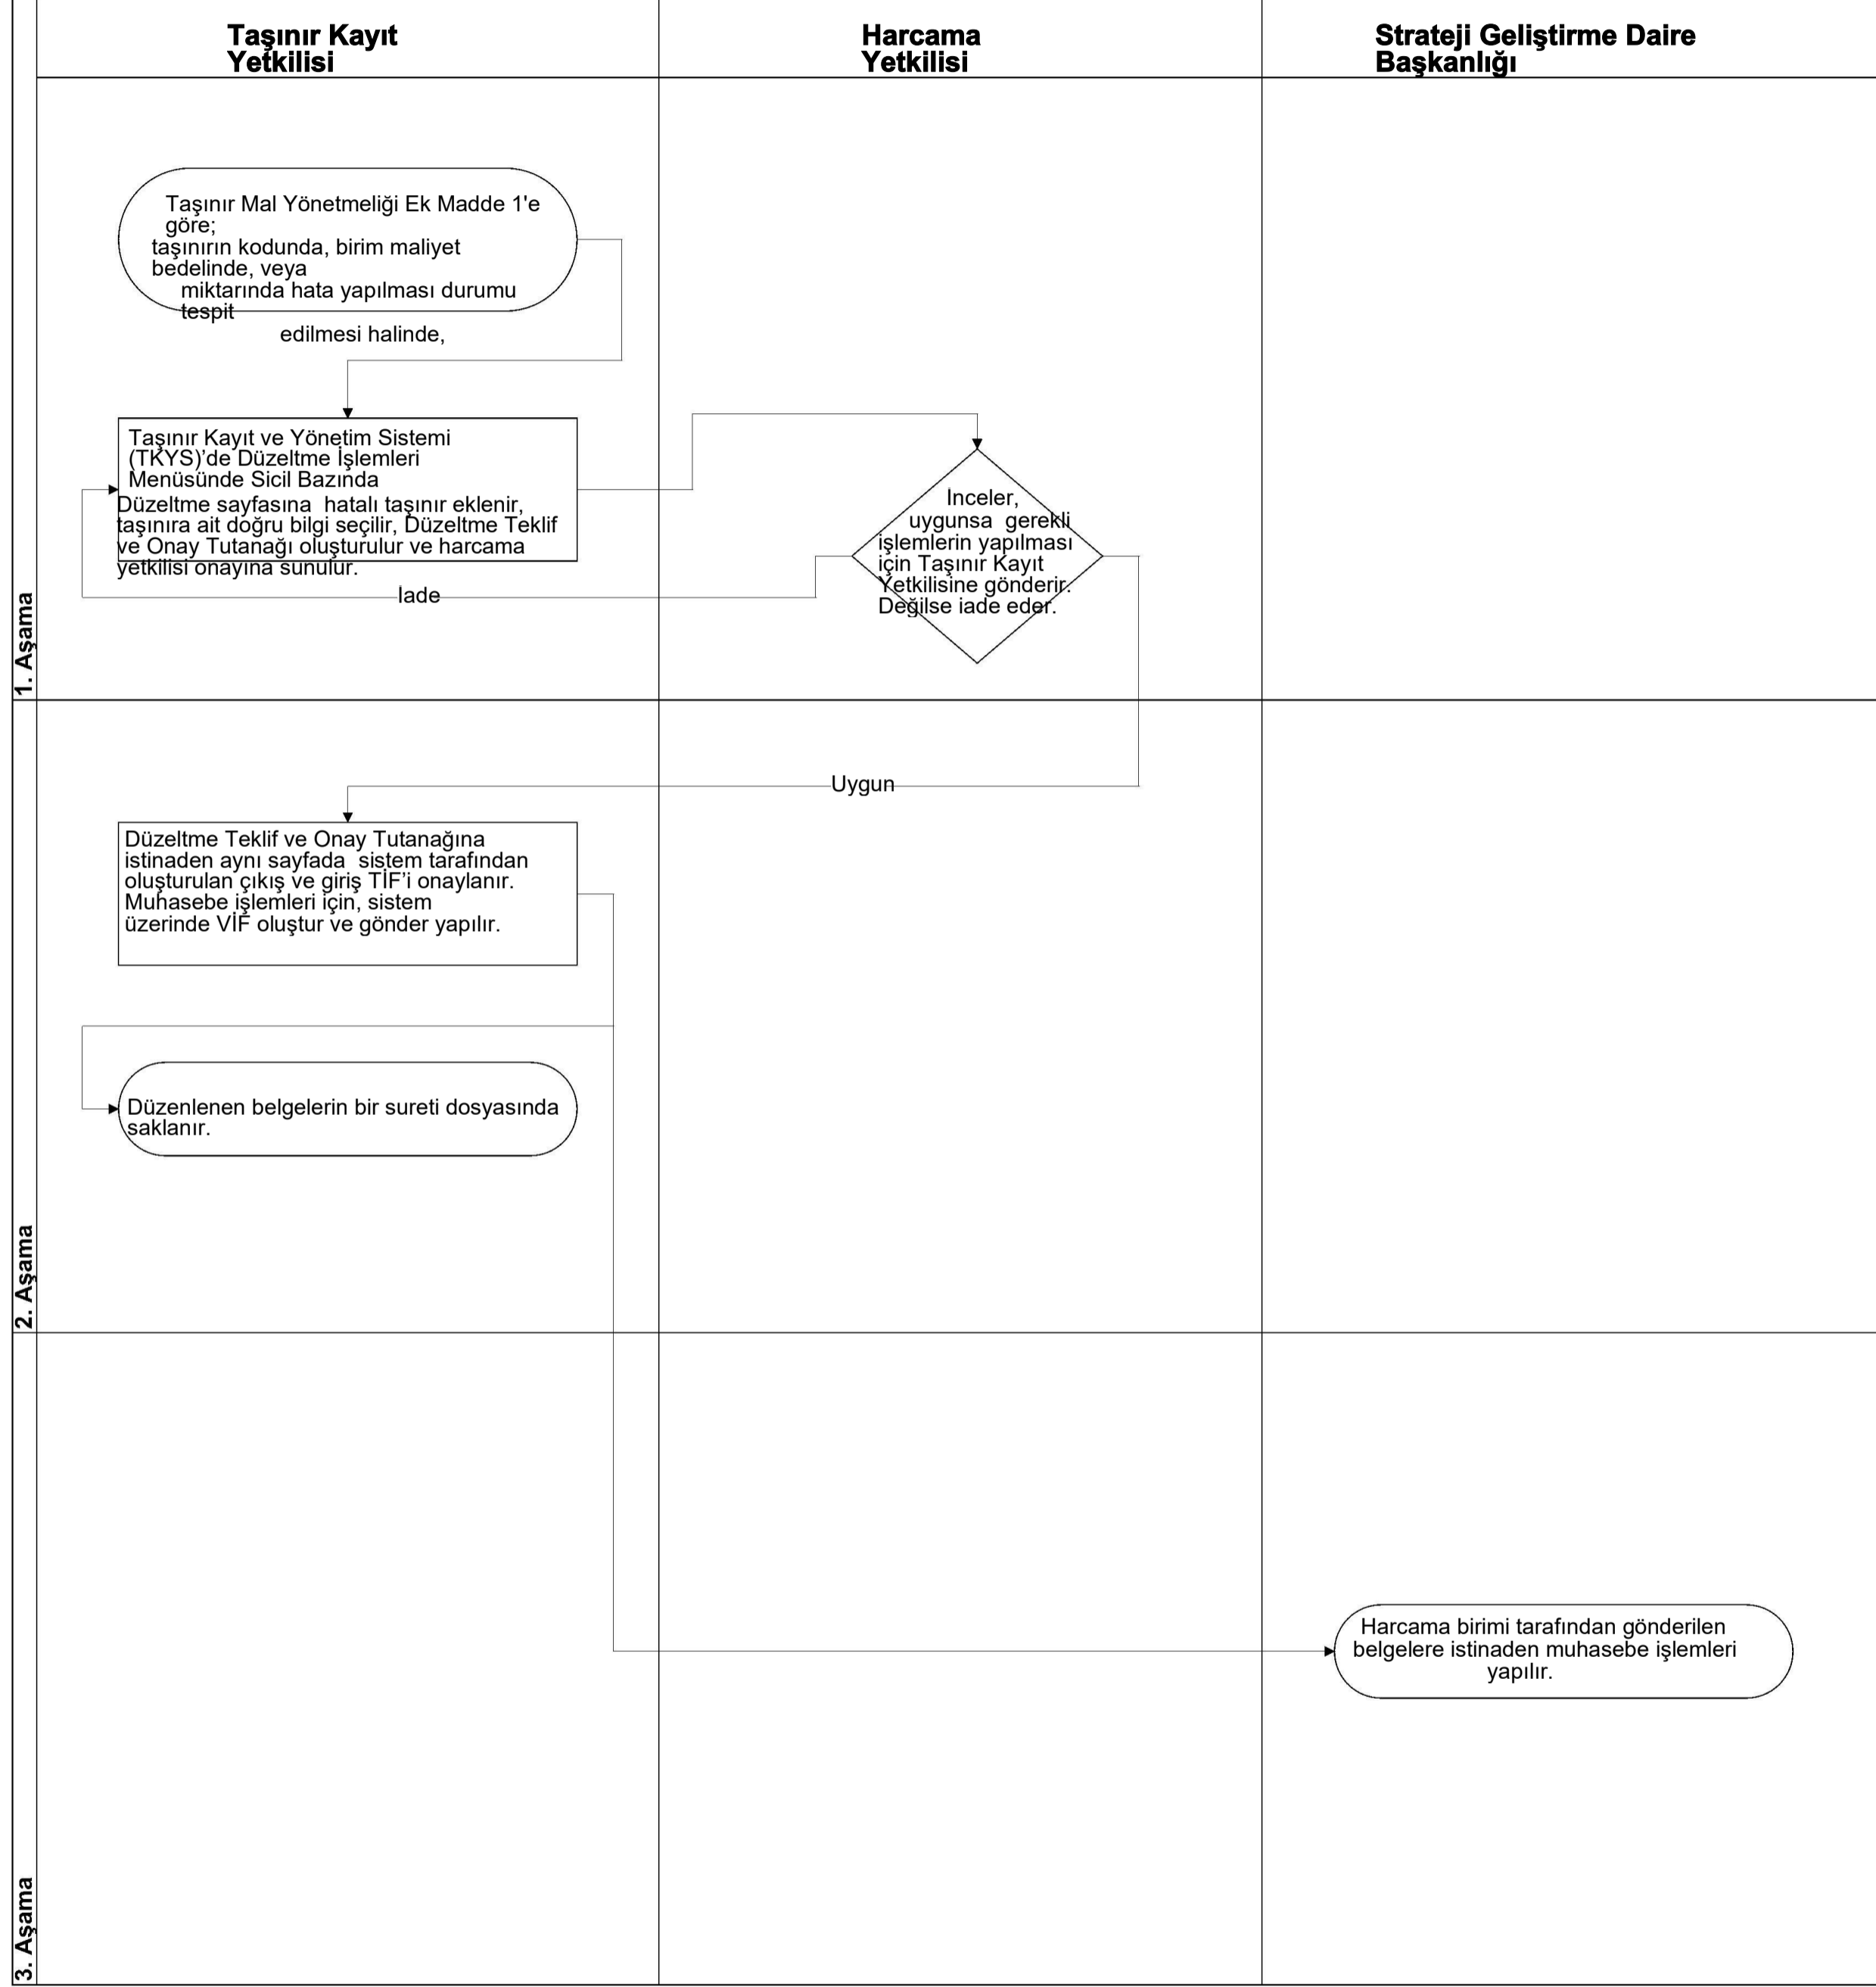 Taşınır Kayıt
Yetkilisi
Harcama
Yetkilisi
Strateji Geliştirme Daire
Başkanlığı
1. Aşama
Taşınır Mal Yönetmeliği Ek Madde 1'e
göre;
taşınırın kodunda, birim maliyet
bedelinde, veya
miktarında hata yapılması durumu
tespit
edilmesi halinde,
Taşınır Kayıt ve Yönetim Sistemi
(TKYS)’de Düzeltme İşlemleri
Menüsünde Sicil Bazında
Düzeltme sayfasına hatalı taşınır eklenir,
taşınıra ait doğru bilgi seçilir, Düzeltme Teklif
ve Onay Tutanağı oluşturulur ve harcama
yetkilisi onayına sunulur.
İnceler,
uygunsa gerekli
işlemlerin yapılması
için Taşınır Kayıt
Yetkilisine gönderir.
Değilse iade eder.
İade
2. Aşama
Uygun
Düzeltme Teklif ve Onay Tutanağına
istinaden aynı sayfada sistem tarafından
oluşturulan çıkış ve giriş TİF’i onaylanır.
Muhasebe işlemleri için, sistem
üzerinde VİF oluştur ve gönder yapılır.
Düzenlenen belgelerin bir sureti dosyasında
saklanır.
3. Aşama
Harcama birimi tarafından gönderilen
belgelere istinaden muhasebe işlemleri
yapılır.